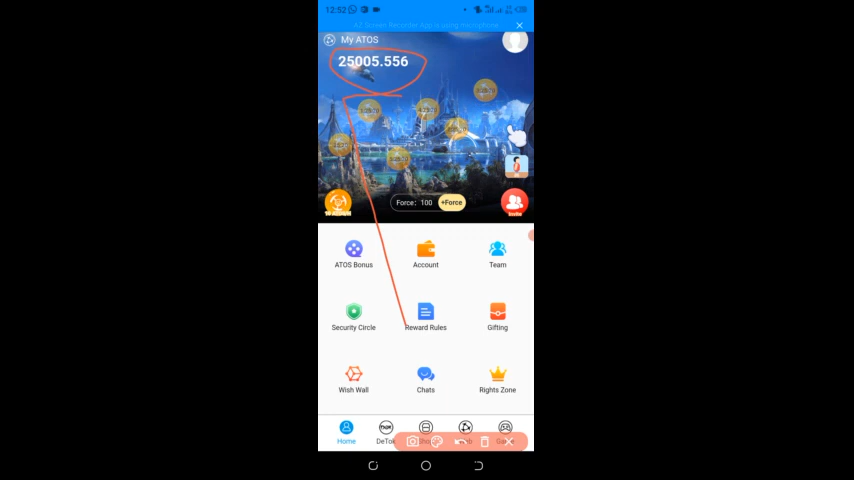 12:52
AZ Screen Recorder App is using microphone
My ATOS
25005.556
Force: 100 +Force
Invite
ATOS Bonus Account Team
Security Circle Reward Rules Gifting
Wish Wall Chats Rights Zone
Home